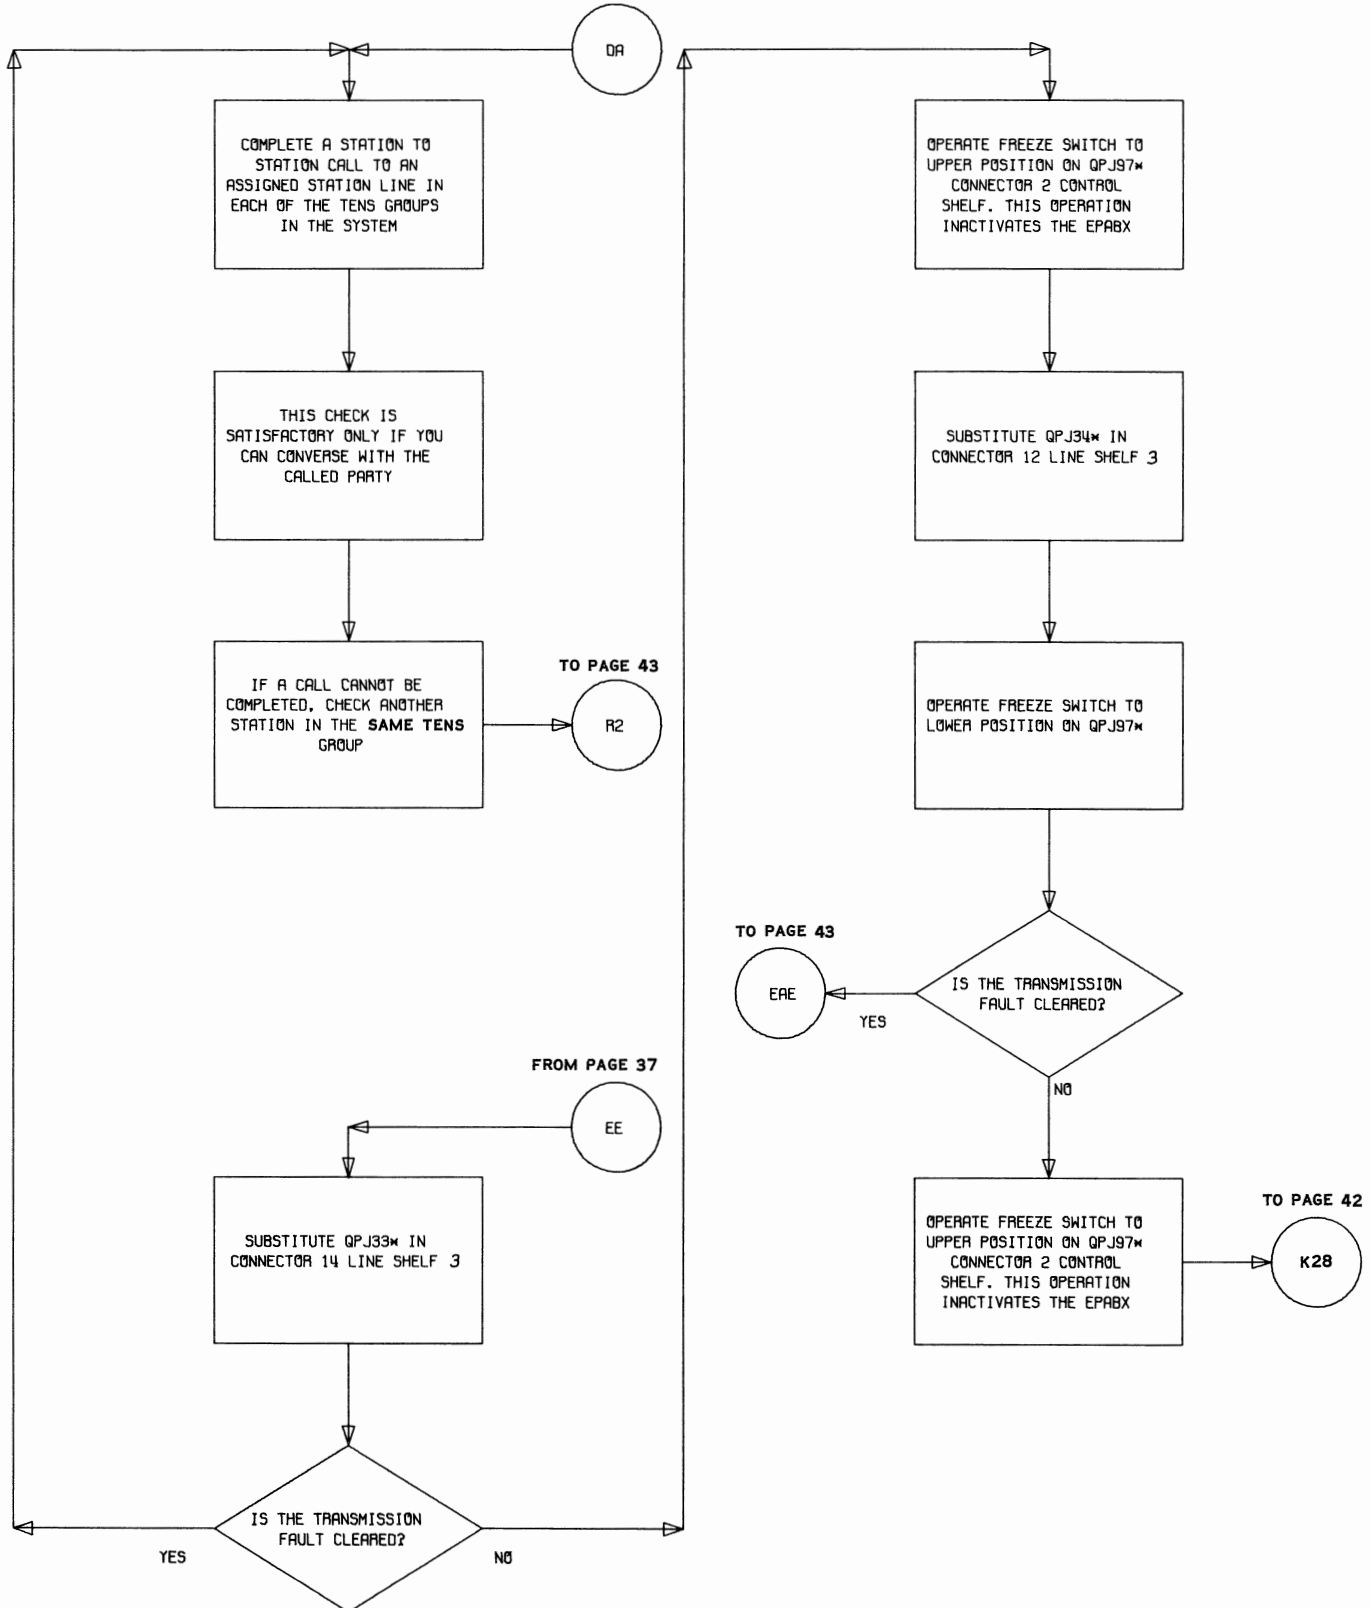 DA
COMPLETE A STATION TO
STATION CALL TO AN
ASSIGNED STATION LINE IN
EACH OF THE TENS GROUPS
IN THE SYSTEM
THIS CHECK IS
SATISFACTORY ONLY IF YOU
CAN CONVERSE WITH THE
CALLED PARTY
IF A CALL CANNOT BE
COMPLETED, CHECK ANOTHER
STATION IN THE SAME TENS
GROUP
TO PAGE 43
R2
FROM PAGE 37
EE
SUBSTITUTE QPJ33* IN
CONNECTOR 14 LINE SHELF 3
IS THE TRANSMISSION
FAULT CLEARED?
YES
NO
OPERATE FREEZE SWITCH TO
UPPER POSITION ON QPJ97*
CONNECTOR 2 CONTROL
SHELF. THIS OPERATION
INACTIVATES THE EPABX
SUBSTITUTE QPJ34* IN
CONNECTOR 12 LINE SHELF 3
OPERATE FREEZE SWITCH TO
LOWER POSITION ON QPJ97*
IS THE TRANSMISSION
FAULT CLEARED?
TO PAGE 43
EAE
YES
NO
OPERATE FREEZE SWITCH TO
UPPER POSITION ON QPJ97*
CONNECTOR 2 CONTROL
SHELF. THIS OPERATION
INACTIVATES THE EPABX
TO PAGE 42
K28